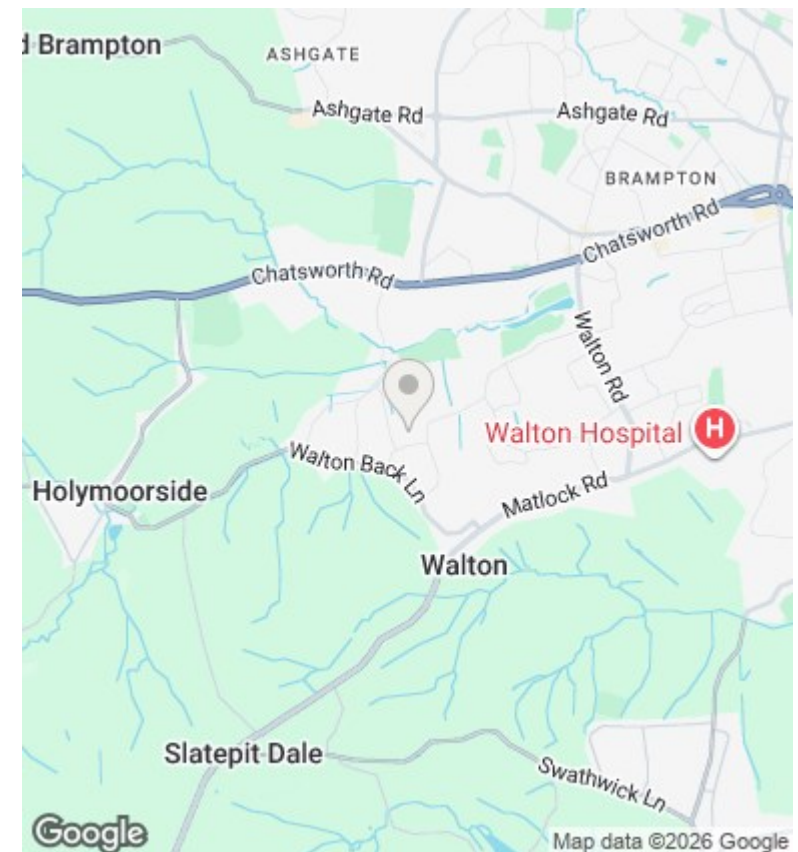 d Brampton
ASHGATE
Ashgate Rd
Ashgate Rd
BRAMPTON
Chatsworth Rd
Chatsworth Rd
Walton Rd
Walton Hospital H
Walton Back Ln
Holymoorside
Matlock Rd
Walton
Slatepit Dale
Swathwick Ln
Google
Map data ©2026 Google